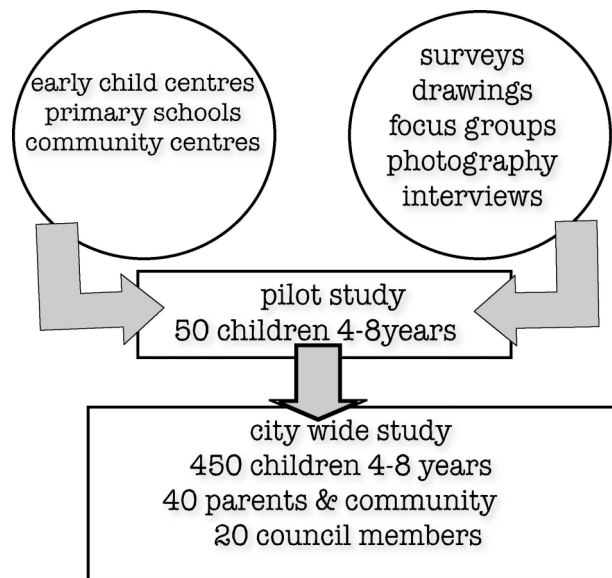 early child centres
primary schools
community centres
surveys
drawings
focus groups
photography
interviews
pilot study
50 children 4-8years
city wide study
450 children 4-8 years
40 parents & community
20 council members